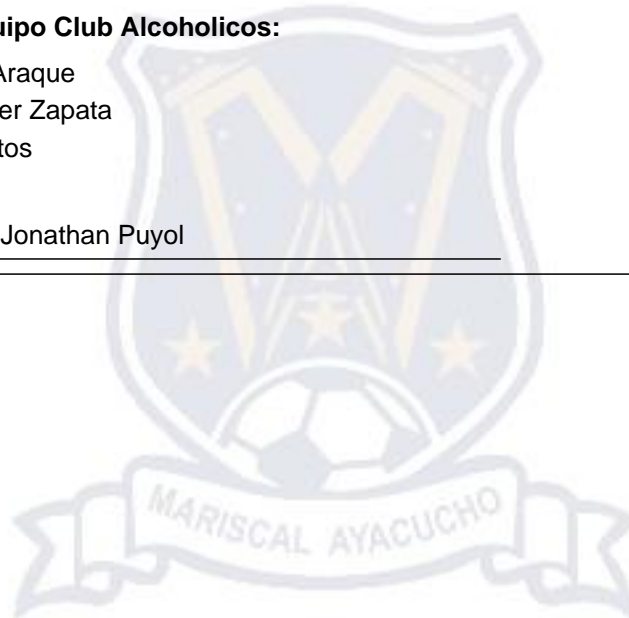 uipo Club Alcoholicos:
Araque
er Zapata
tos
Jonathan Puyol
MARISCAL AYACUCHO